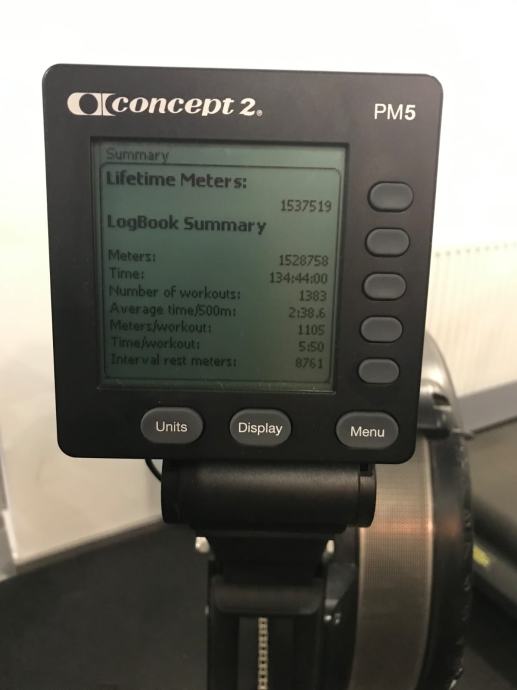 concept 2®
PM5
Summary
Lifetime Meters:
1537519
LogBook Summary
Meters: 1528758
Time: 134:44:00
Number of workouts: 1383
Average time/500m: 2:38.6
Meters/workout: 1105
Time/workout: 5:50
Interval rest meters: 8761
Units Display Menu